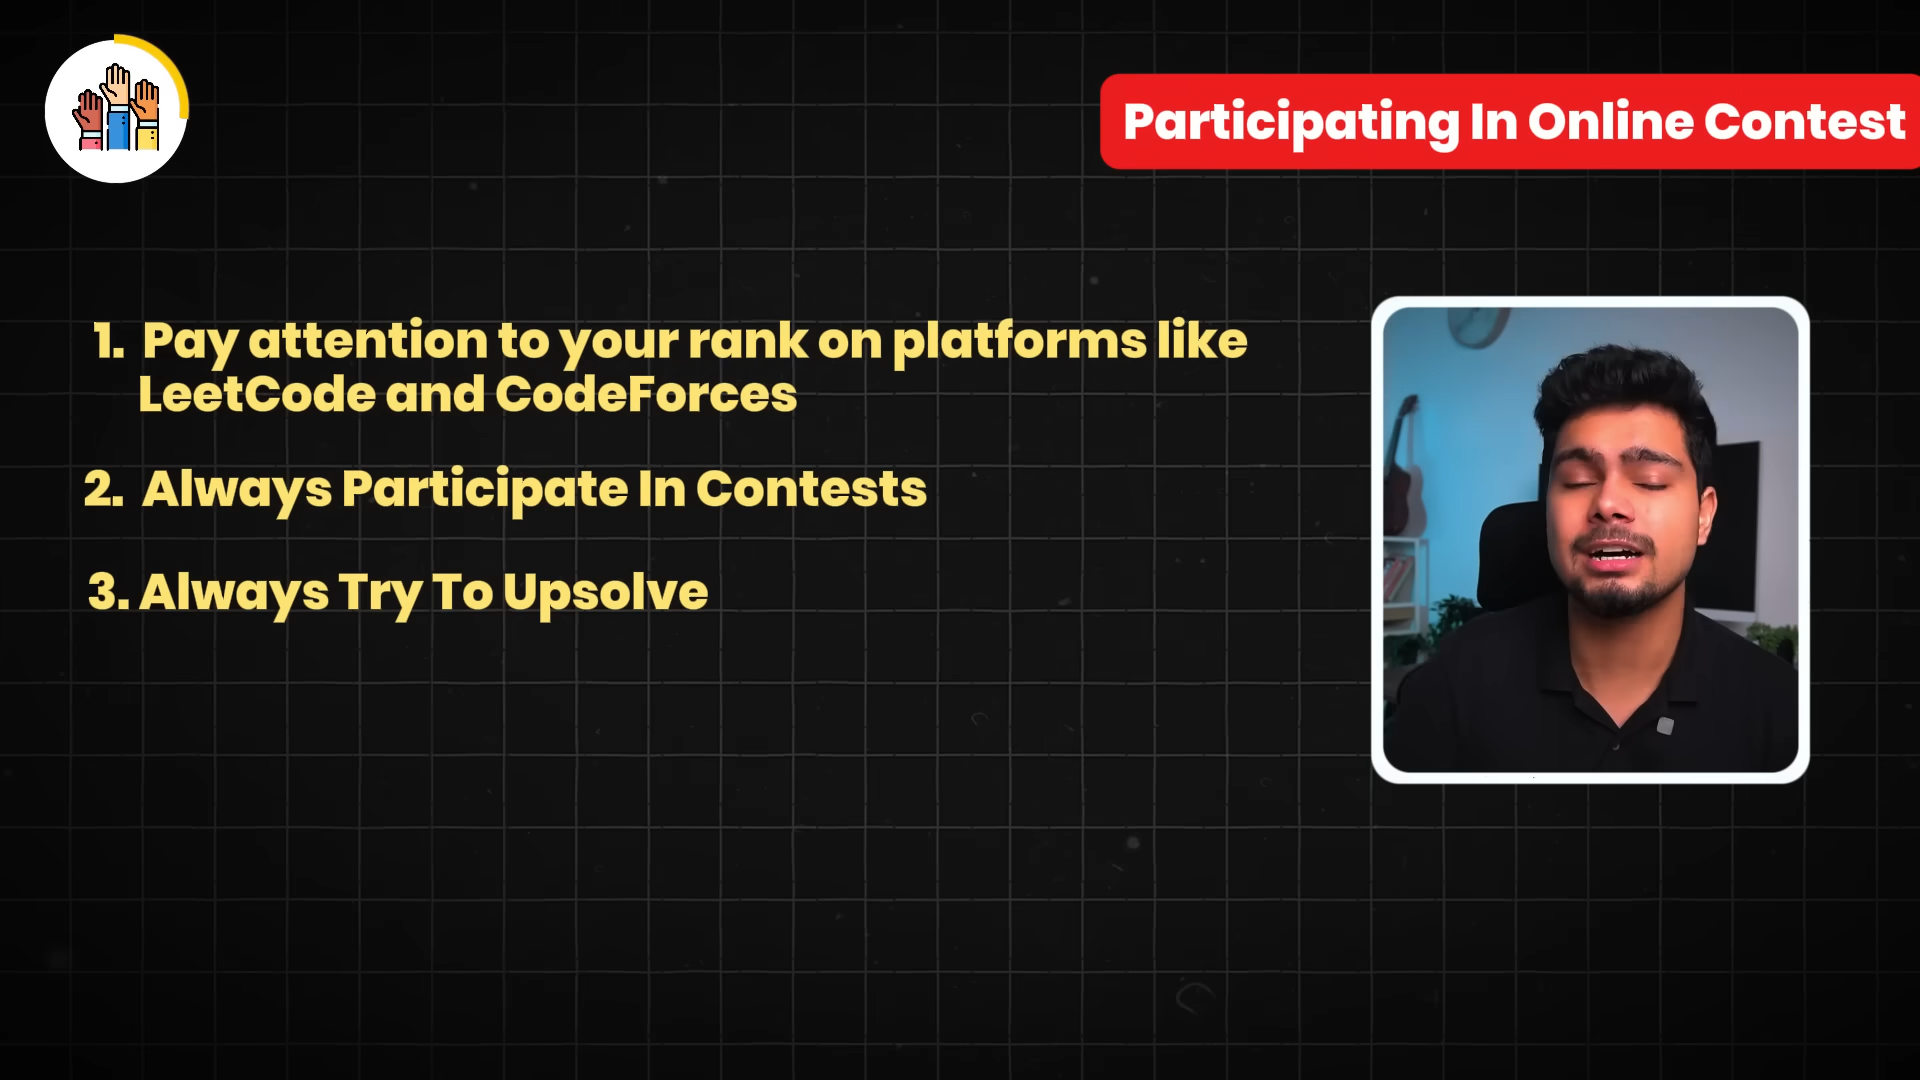 Participating In Online Contest
1. Pay attention to your rank on platforms like
LeetCode and CodeForces
2. Always Participate In Contests
3. Always Try To Upsolve